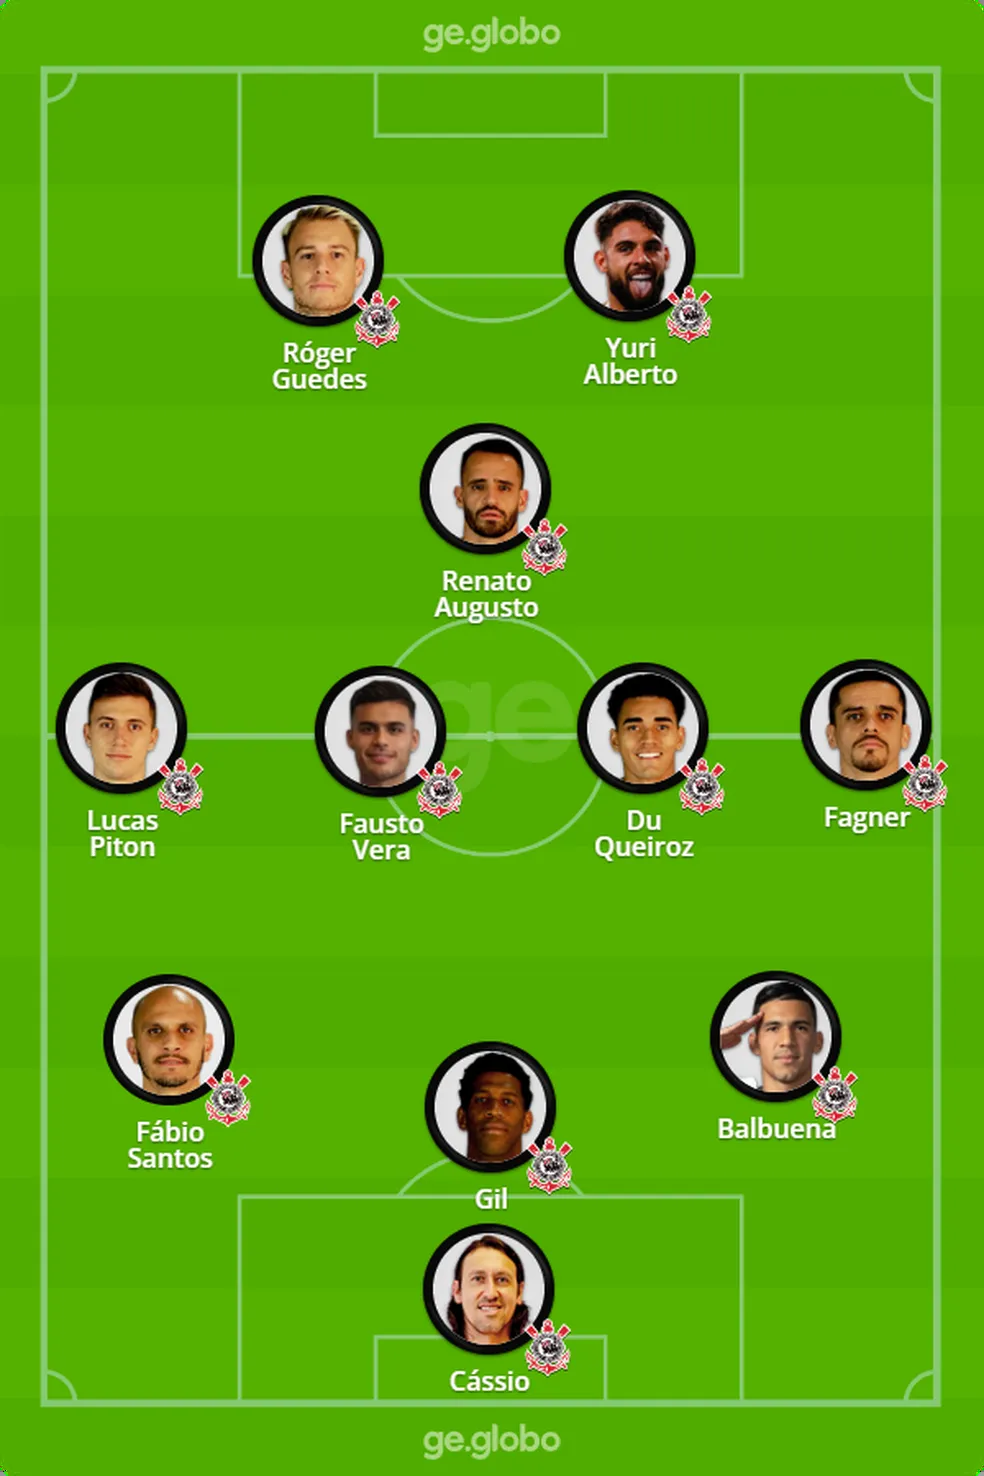 ge.globo
Róger
Guedes
Yuri
Alberto
Renato
Augusto
ge
Lucas
Piton
Fausto
Vera
Du
Queiroz
Fagner
Fábio
Santos
Gil
Balbuena
Cássio
ge.globo